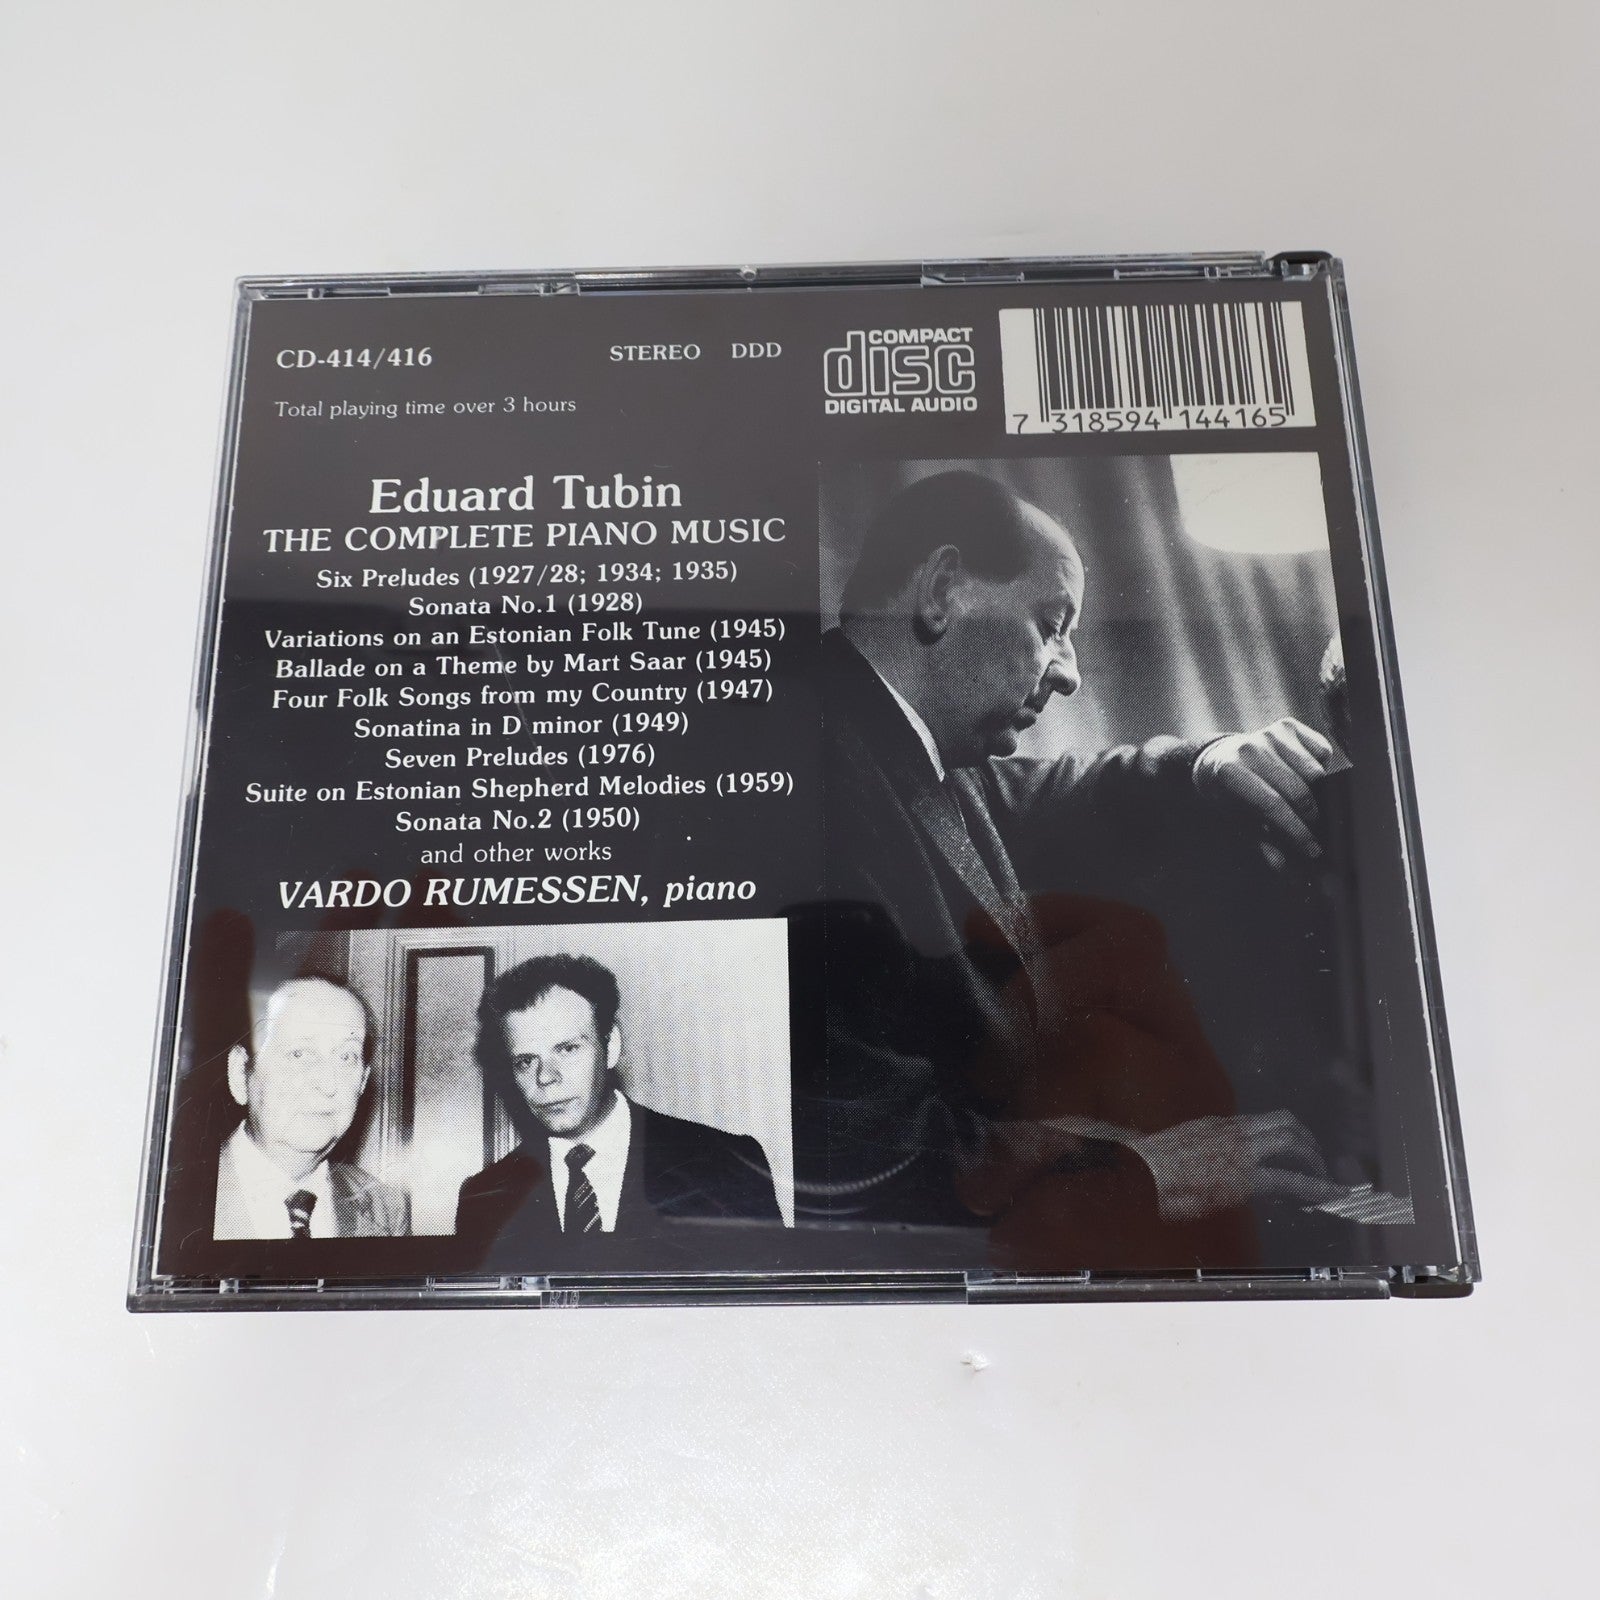 CD-414/416
STEREO DDD
COMPACT
disc
DIGITAL AUDIO
7 318594 144165
Total playing time over 3 hours
Eduard Tubin
THE COMPLETE PIANO MUSIC
Six Preludes (1927/28; 1934; 1935)
Sonata No.1 (1928)
Variations on an Estonian Folk Tune (1945)
Ballade on a Theme by Mart Saar (1945)
Four Folk Songs from my Country (1947)
Sonatina in D minor (1949)
Seven Preludes (1976)
Suite on Estonian Shepherd Melodies (1959)
Sonata No.2 (1950)
and other works
VARDO RUMESSEN, piano